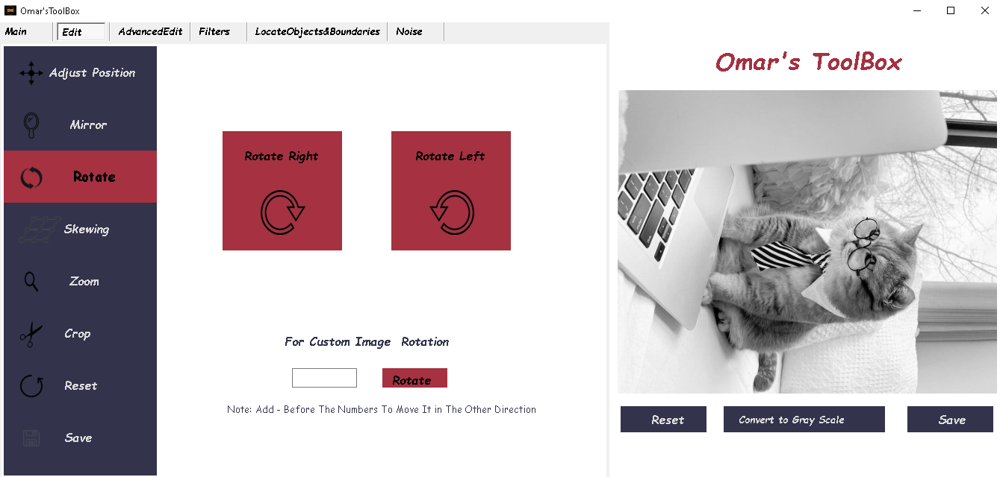 Omar'sToolBox
Main Edit AdvancedEdit Filters LocateObjects&Boundaries Noise
Omar's ToolBox
Adjust Position
Mirror
Rotate
Skewing
Zoom
Crop
Reset
Save
Rotate Right Rotate Left
For Custom Image Rotation
Rotate
Note: Add - Before The Numbers To Move It in The Other Direction
Reset Convert to Gray Scale Save